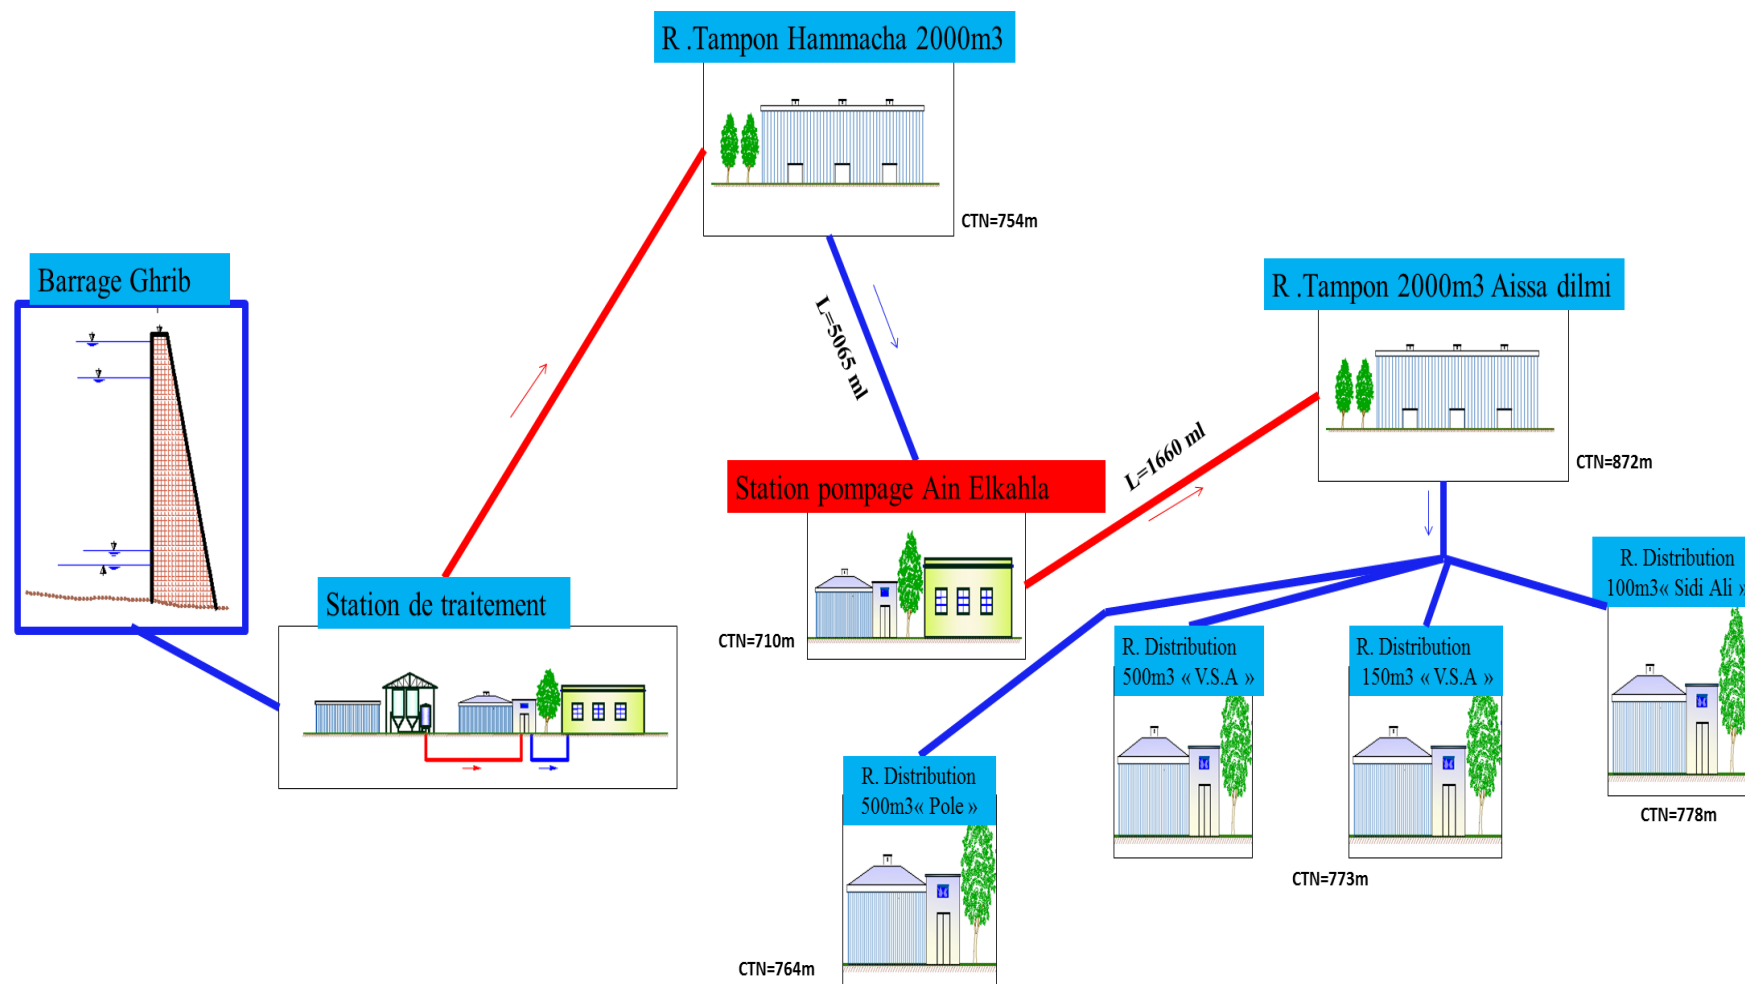 R .Tampon Hammacha 2000m3
CTN=754m
Barrage Ghrib
R .Tampon 2000m3 Aissa dilmi
L=5065 ml
L=1660 ml
CTN=872m
Station pompage Ain Elkahla
Station de traitement
CTN=710m
R. Distribution
100m3« Sidi Ali »
R. Distribution
500m3 « V.S.A »
R. Distribution
150m3 « V.S.A »
R. Distribution
500m3« Pole »
CTN=778m
CTN=773m
CTN=764m